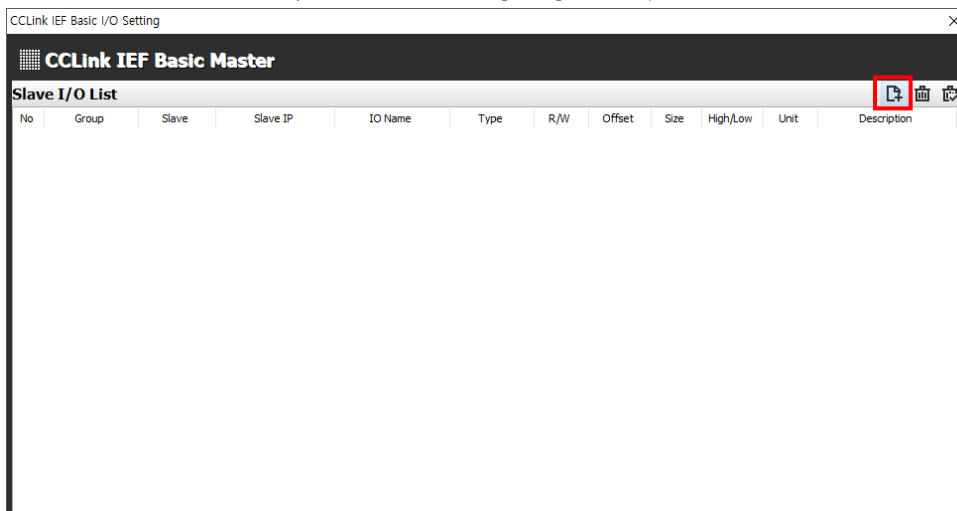 CCLink IEF Basic I/O Setting
CCLink IEF Basic Master
Slave I/O List
No Group Slave Slave IP IO Name Type R/W Offset Size High/Low Unit Description